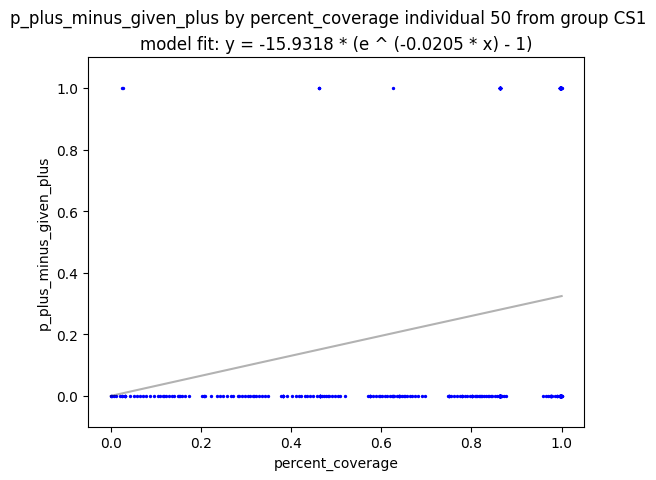 p_plus_minus_given_plus by percent_coverage individual 50 from group CS1
model fit: y = -15.9318 * (e ^ (-0.0205 * x) - 1)
1.0
0.8
0.6
0.4
0.2
0.0
p_plus_minus_given_plus
0.0 0.2 0.4 0.6 0.8 1.0
percent_coverage